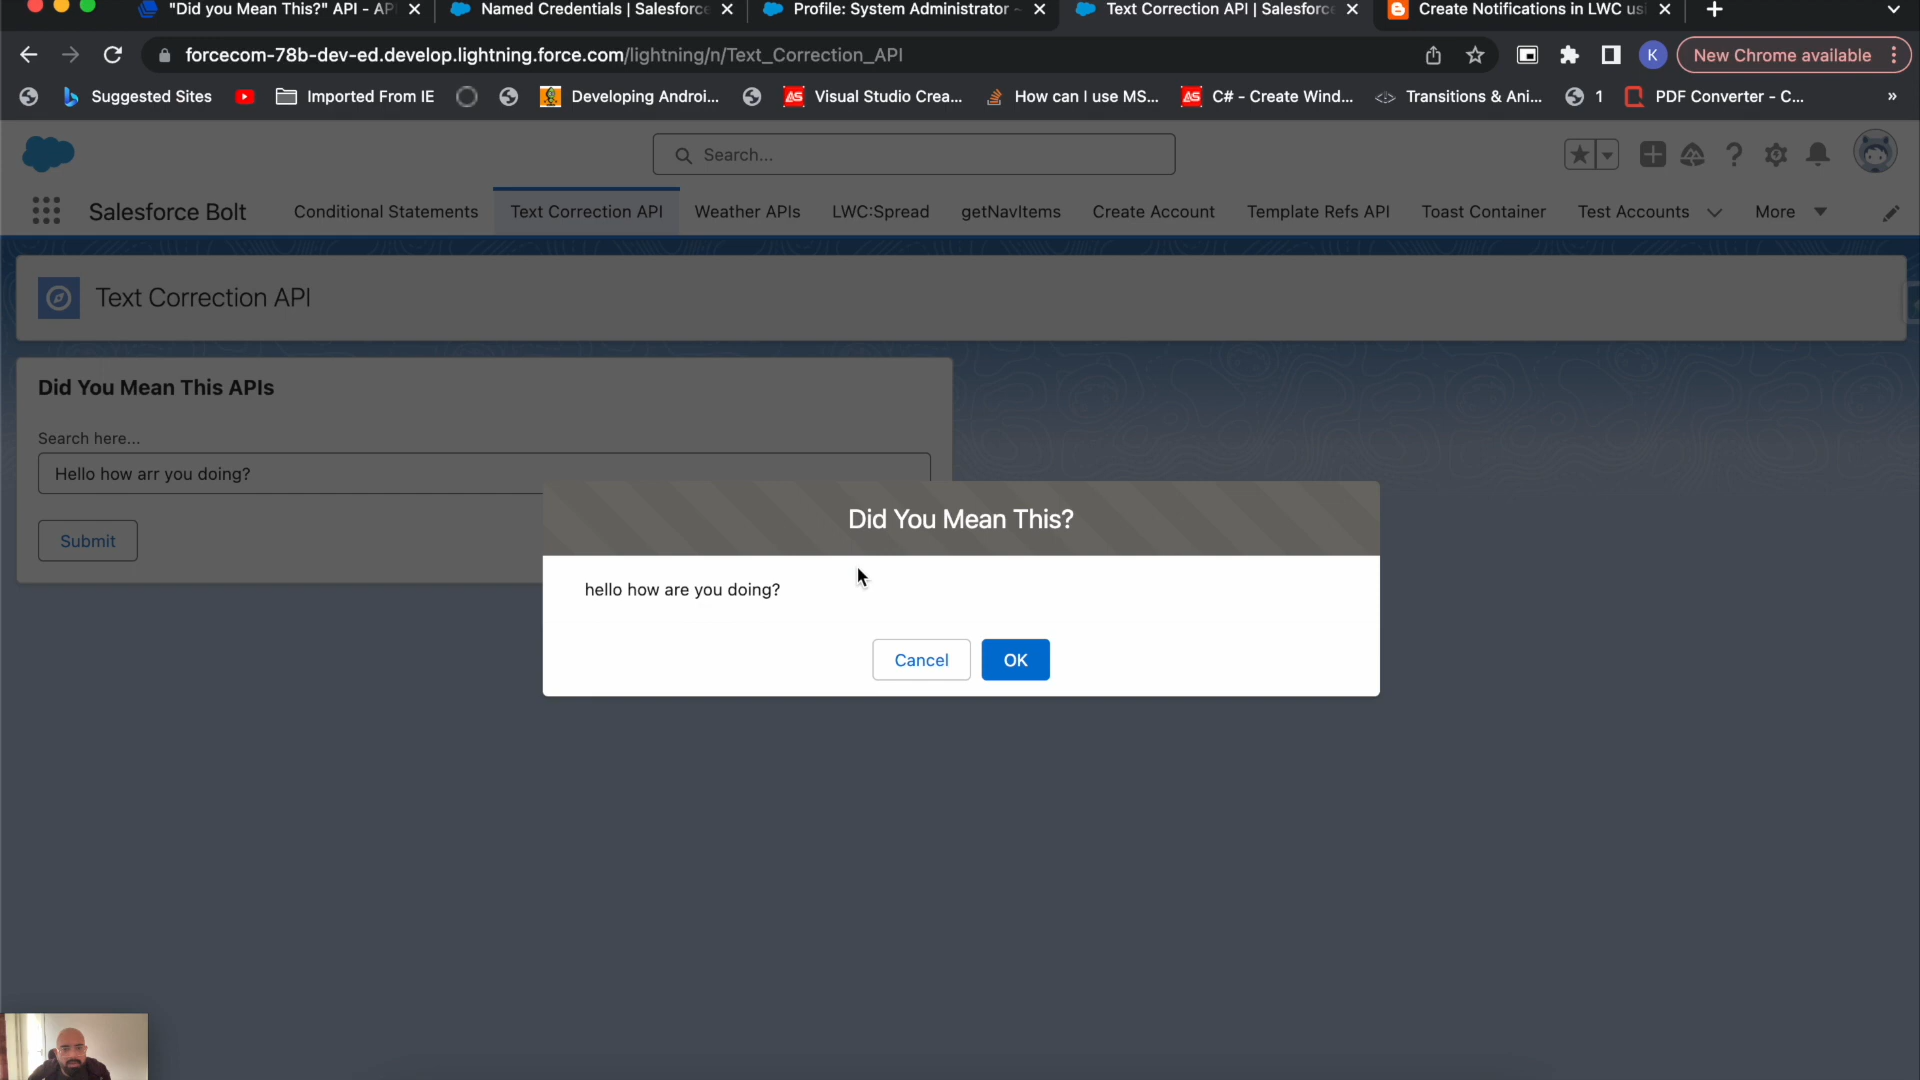 "Did you Mean This?" API - AP
Named Credentials | Salesforce
Profile: System Administrator ~
Text Correction API | Salesforce
Create Notifications in LWC us
forcecom-78b-dev-ed.develop.lightning.force.com/lightning/n/Text_Correction_API
K
New Chrome available
Suggested Sites
Imported From IE
Developing Androi...
Visual Studio Crea...
How can I use MS...
C# - Create Wind...
Transitions & Ani...
1
PDF Converter - C...
»
Search...
Salesforce Bolt
Conditional Statements
Text Correction API
Weather APIs
LWC:Spread
getNavItems
Create Account
Template Refs API
Toast Container
Test Accounts
More
Text Correction API
Did You Mean This APIs
Search here...
Hello how arr you doing?
Submit
Did You Mean This?
hello how are you doing?
Cancel
OK